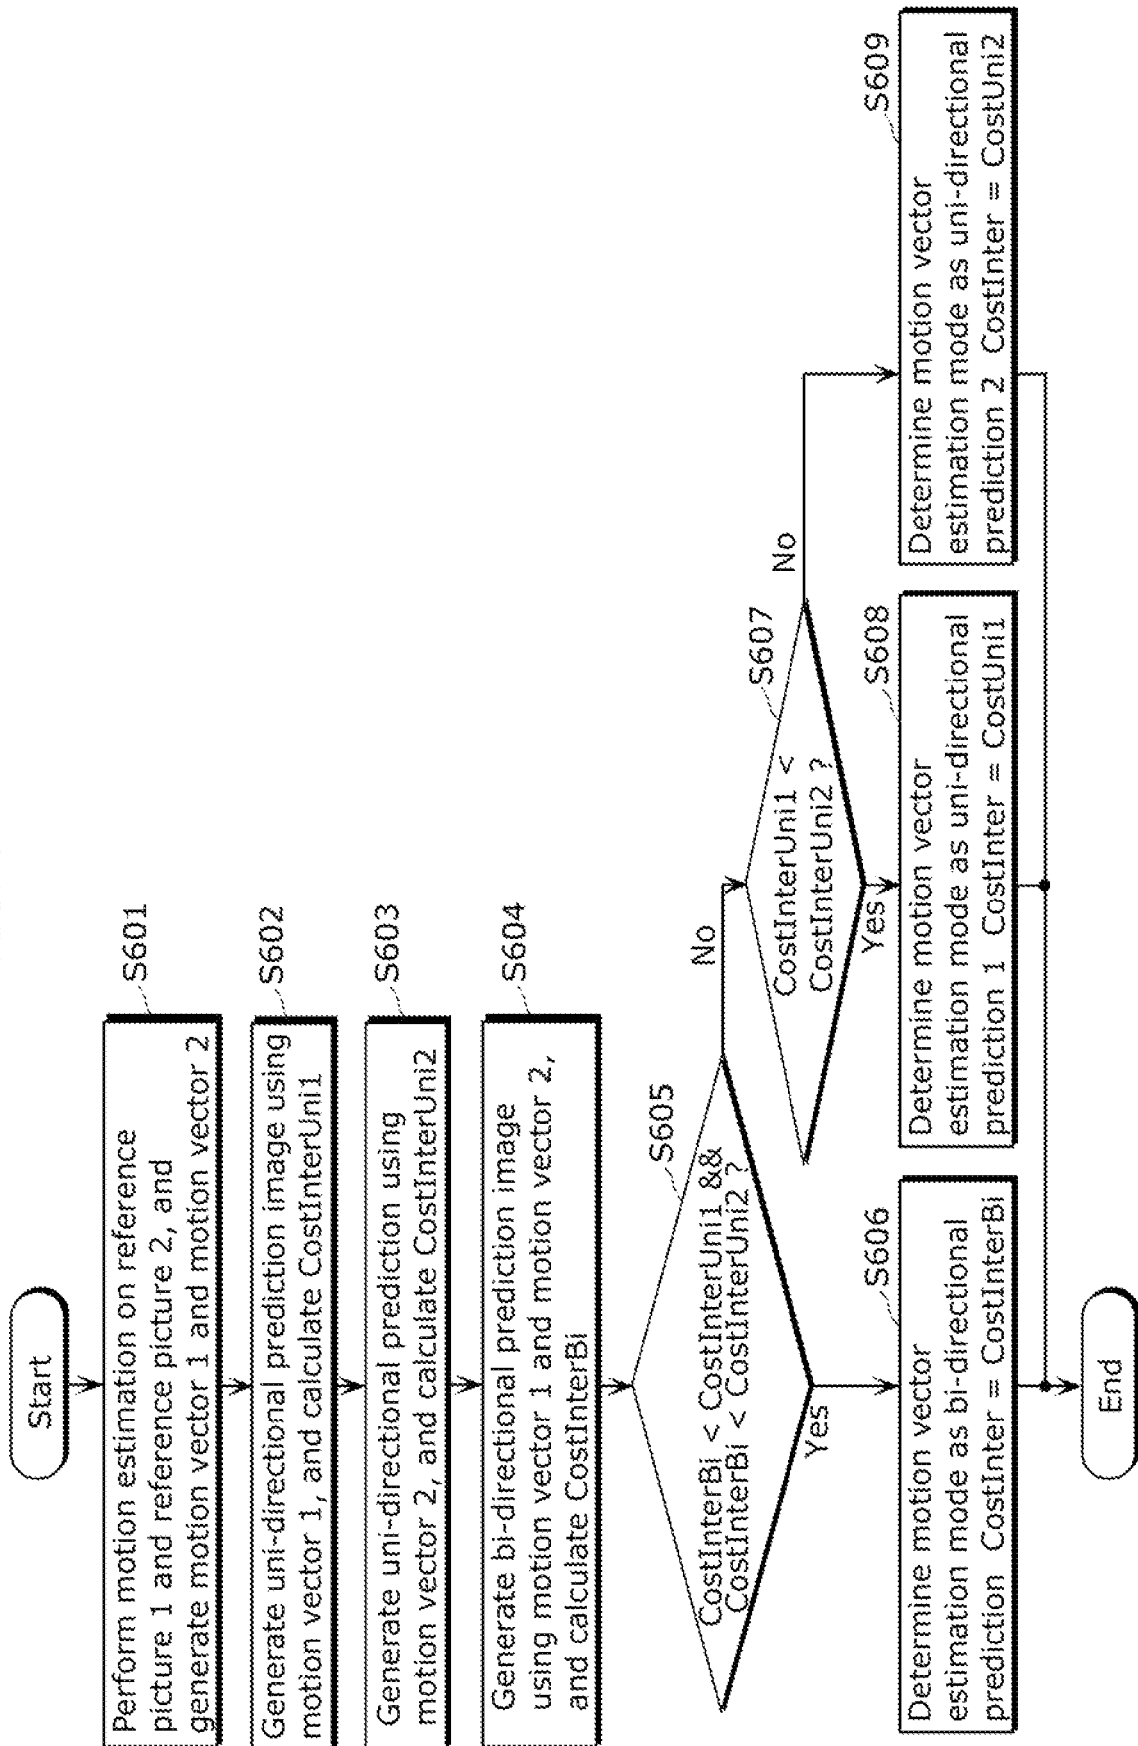 Start
S601
Perform motion estimation on reference
picture 1 and reference picture 2, and
generate motion vector 1 and motion vector 2
S602
Generate uni-directional prediction image using
motion vector 1, and calculate CostInterUni1
S603
Generate uni-directional prediction using
motion vector 2, and calculate CostInterUni2
S604
Generate bi-directional prediction image
using motion vector 1 and motion vector 2,
and calculate CostInterBi
S605
CostInterBi < CostInterUni1 &&
CostInterBi < CostInterUni2 ?
No
Yes
S607
CostInterUni1 <
CostInterUni2 ?
No
Yes
S606
Determine motion vector
estimation mode as bi-directional
prediction CostInter = CostInterBi
S608
Determine motion vector
estimation mode as uni-directional
prediction 1 CostInter = CostUni1
S609
Determine motion vector
estimation mode as uni-directional
prediction 2 CostInter = CostUni2
End